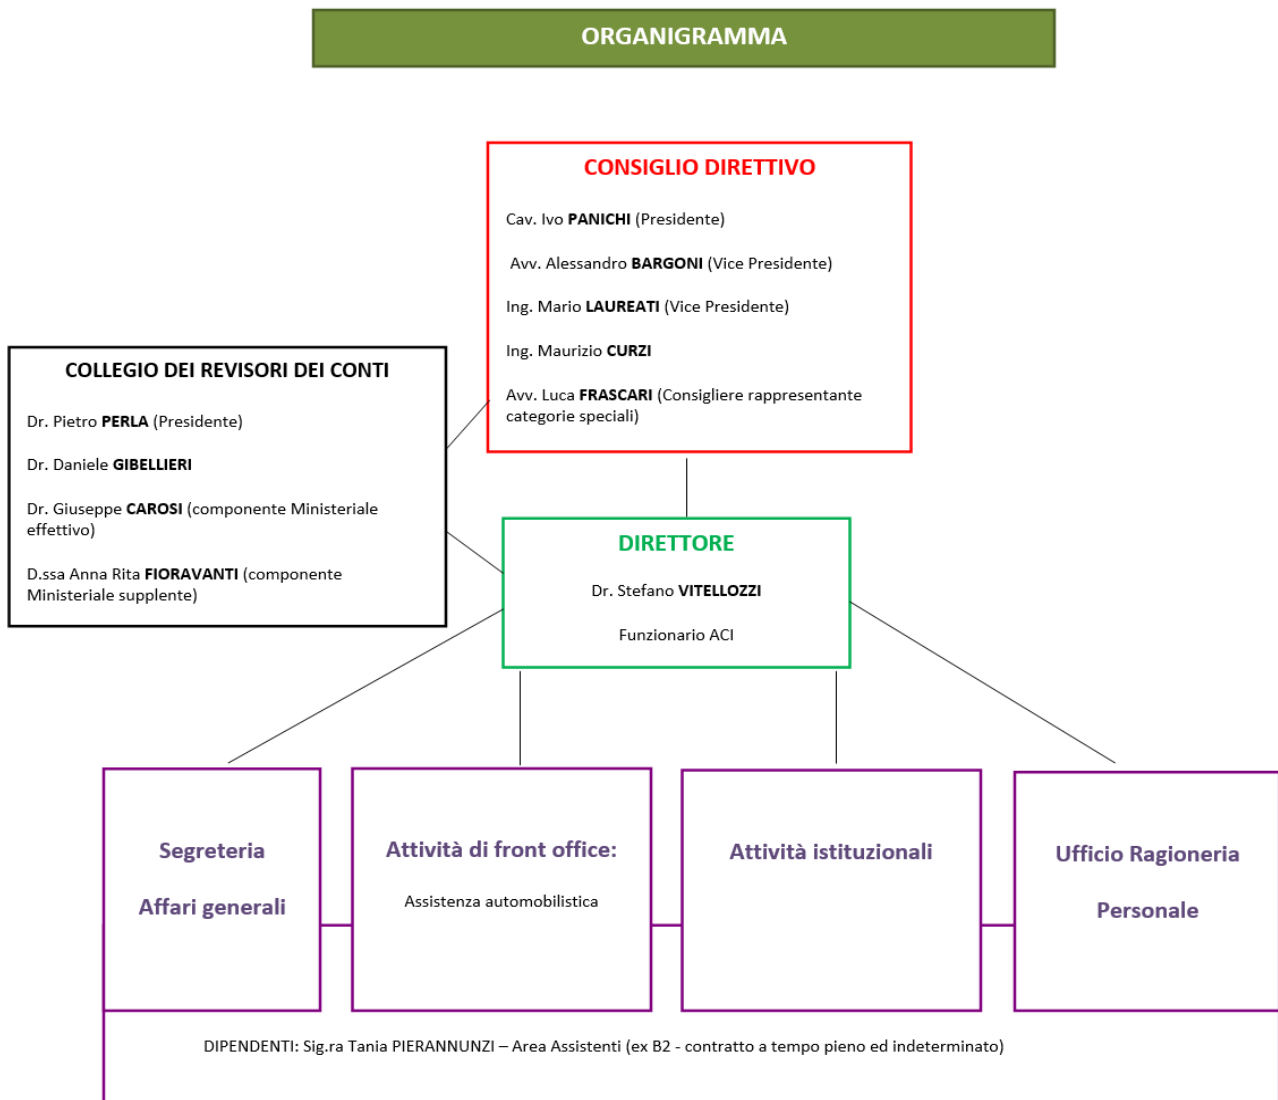 ORGANIGRAMMA
CONSIGLIO DIRETTIVO
Cav. Ivo PANICHI (Presidente)
Avv. Alessandro BARGONI (Vice Presidente)
Ing. Mario LAUREATI (Vice Presidente)
Ing. Maurizio CURZI
Avv. Luca FRASCARI (Consigliere rappresentante
categorie speciali)
COLLEGIO DEI REVISORI DEI CONTI
Dr. Pietro PERLA (Presidente)
Dr. Daniele GIBELLIERI
Dr. Giuseppe CAROSI (componente Ministeriale
effettivo)
D.ssa Anna Rita FIORAVANTI (componente
Ministeriale supplente)
DIRETTORE
Dr. Stefano VITELLOZZI
Funzionario ACI
Segreteria
Affari generali
Attività di front office:
Assistenza automobilistica
Attività istituzionali
Ufficio Ragioneria
Personale
DIPENDENTI: Sig.ra Tania PIERANNUNZI – Area Assistenti (ex B2 - contratto a tempo pieno ed indeterminato)